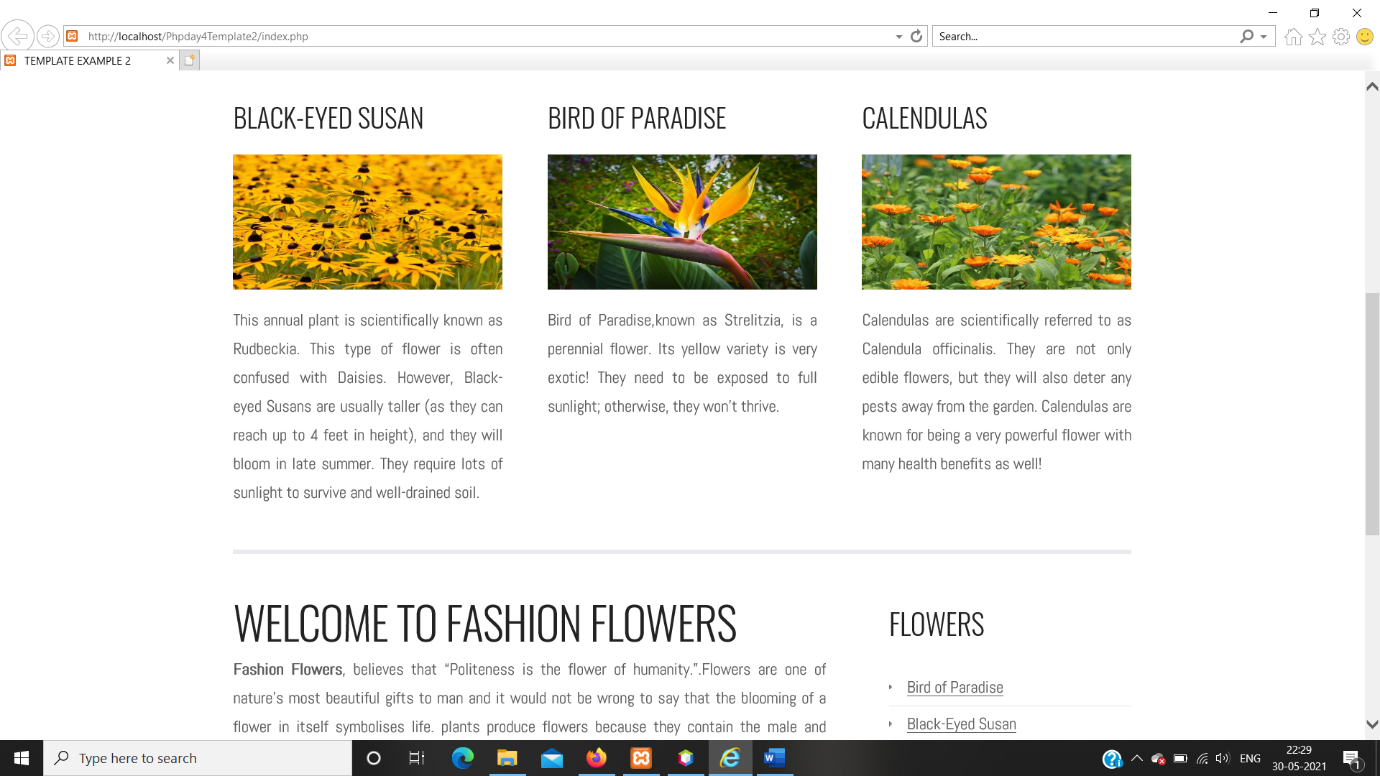 http://localhost/Phpday4Template2/index.php
Search...
TEMPLATE EXAMPLE 2
BLACK-EYED SUSAN
This annual plant is scientifically known as
Rudbeckia. This type of flower is often
confused with Daisies. However, Black-
eyed Susans are usually taller (as they can
reach up to 4 feet in height), and they will
bloom in late summer. They require lots of
sunlight to survive and well-drained soil.
BIRD OF PARADISE
Bird of Paradise,known as Strelitzia, is a
perennial flower. Its yellow variety is very
exotic! They need to be exposed to full
sunlight; otherwise, they won't thrive.
CALENDULAS
Calendulas are scientifically referred to as
Calendula officinalis. They are not only
edible flowers, but they will also deter any
pests away from the garden. Calendulas are
known for being a very powerful flower with
many health benefits as well!
WELCOME TO FASHION FLOWERS
Fashion Flowers, believes that “Politeness is the flower of humanity.”.Flowers are one of
nature's most beautiful gifts to man and it would not be wrong to say that the blooming of a
flower in itself symbolises life. plants produce flowers because they contain the male and
FLOWERS
Bird of Paradise
Black-Eyed Susan
Type here to search
ENG
22:29
30-05-2021
1